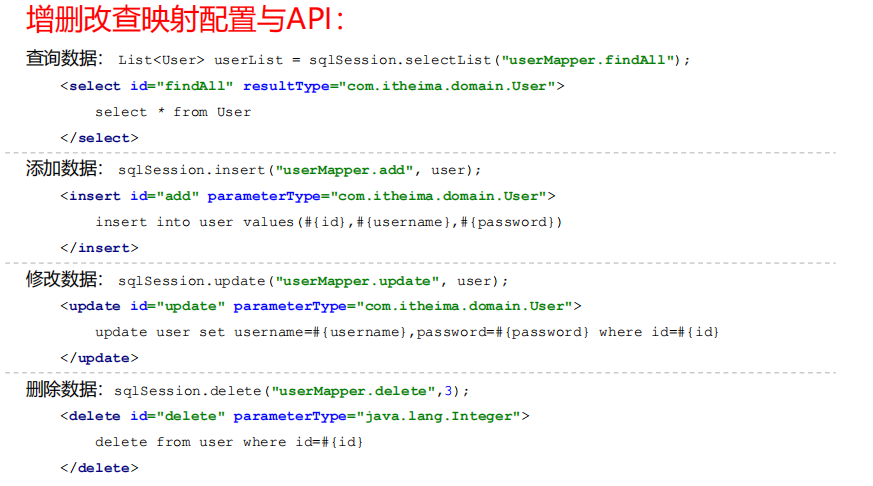 增删改查映射配置与API：
查询数据： List<User> userList = sqlSession.selectList("userMapper.findAll");
<select id="findAll" resultType="com.itheima.domain.User">
select * from User
</select>
添加数据： sqlSession.insert("userMapper.add", user);
<insert id="add" parameterType="com.itheima.domain.User">
insert into user values(#{id},#{username},#{password})
</insert>
修改数据： sqlSession.update("userMapper.update", user);
<update id="update" parameterType="com.itheima.domain.User">
update user set username=#{username},password=#{password} where id=#{id}
</update>
删除数据：sqlSession.delete("userMapper.delete",3);
<delete id="delete" parameterType="java.lang.Integer">
delete from user where id=#{id}
</delete>